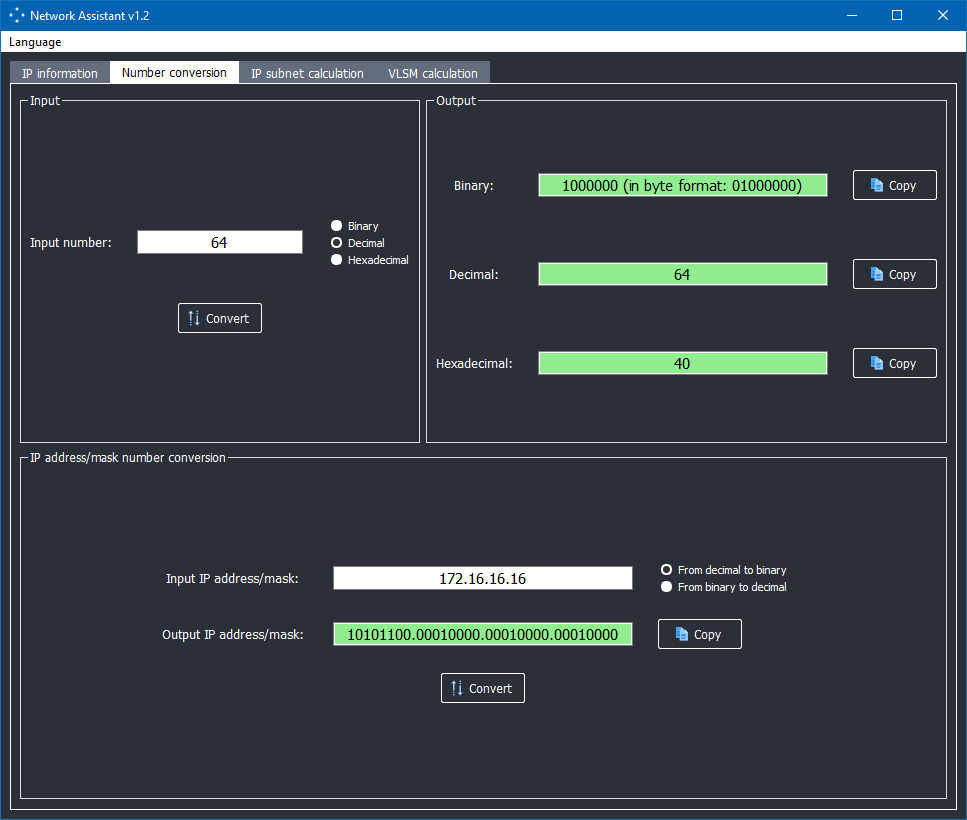 Network Assistant v1.2
Language
IP information Number conversion IP subnet calculation VLSM calculation
Input
Input number: 64
Binary
Decimal
Hexadecimal
Convert
Output
Binary: 1000000 (in byte format: 01000000) Copy
Decimal: 64 Copy
Hexadecimal: 40 Copy
IP address/mask number conversion
Input IP address/mask: 172.16.16.16
From decimal to binary
From binary to decimal
Output IP address/mask: 10101100.00010000.00010000.00010000 Copy
Convert